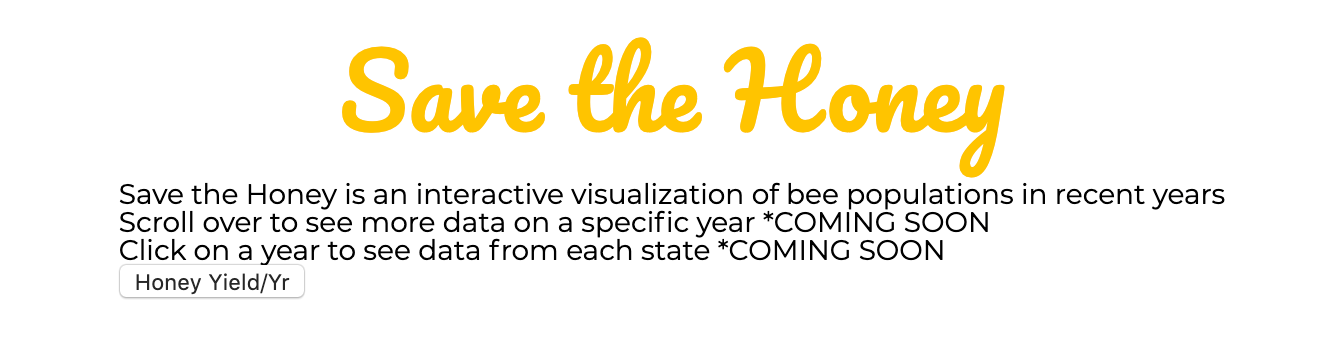 Save the Honey
Save the Honey is an interactive visualization of bee populations in recent years
Scroll over to see more data on a specific year *COMING SOON
Click on a year to see data from each state *COMING SOON
Honey Yield/Yr